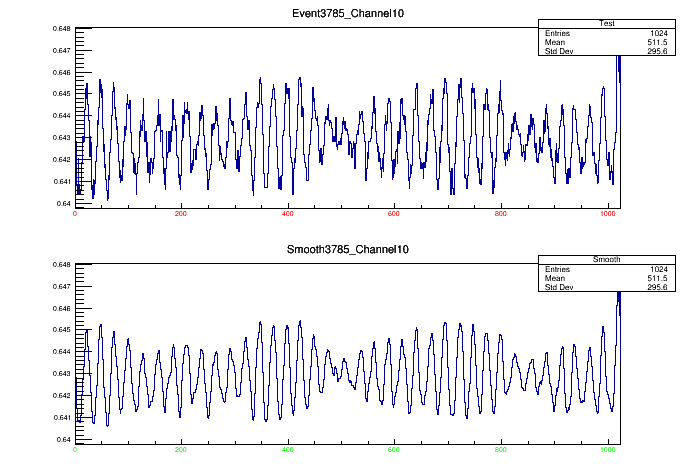 Event3785_Channel10
Test
Entries 1024
Mean 511.5
Std Dev 295.6
0.648
0.647
0.646
0.645
0.644
0.643
0.642
0.641
0.64
0 200 400 600 800 1000
Smooth3785_Channel10
Smooth
Entries 1024
Mean 511.5
Std Dev 295.6
0.648
0.647
0.646
0.645
0.644
0.643
0.642
0.641
0.64
0 200 400 600 800 1000